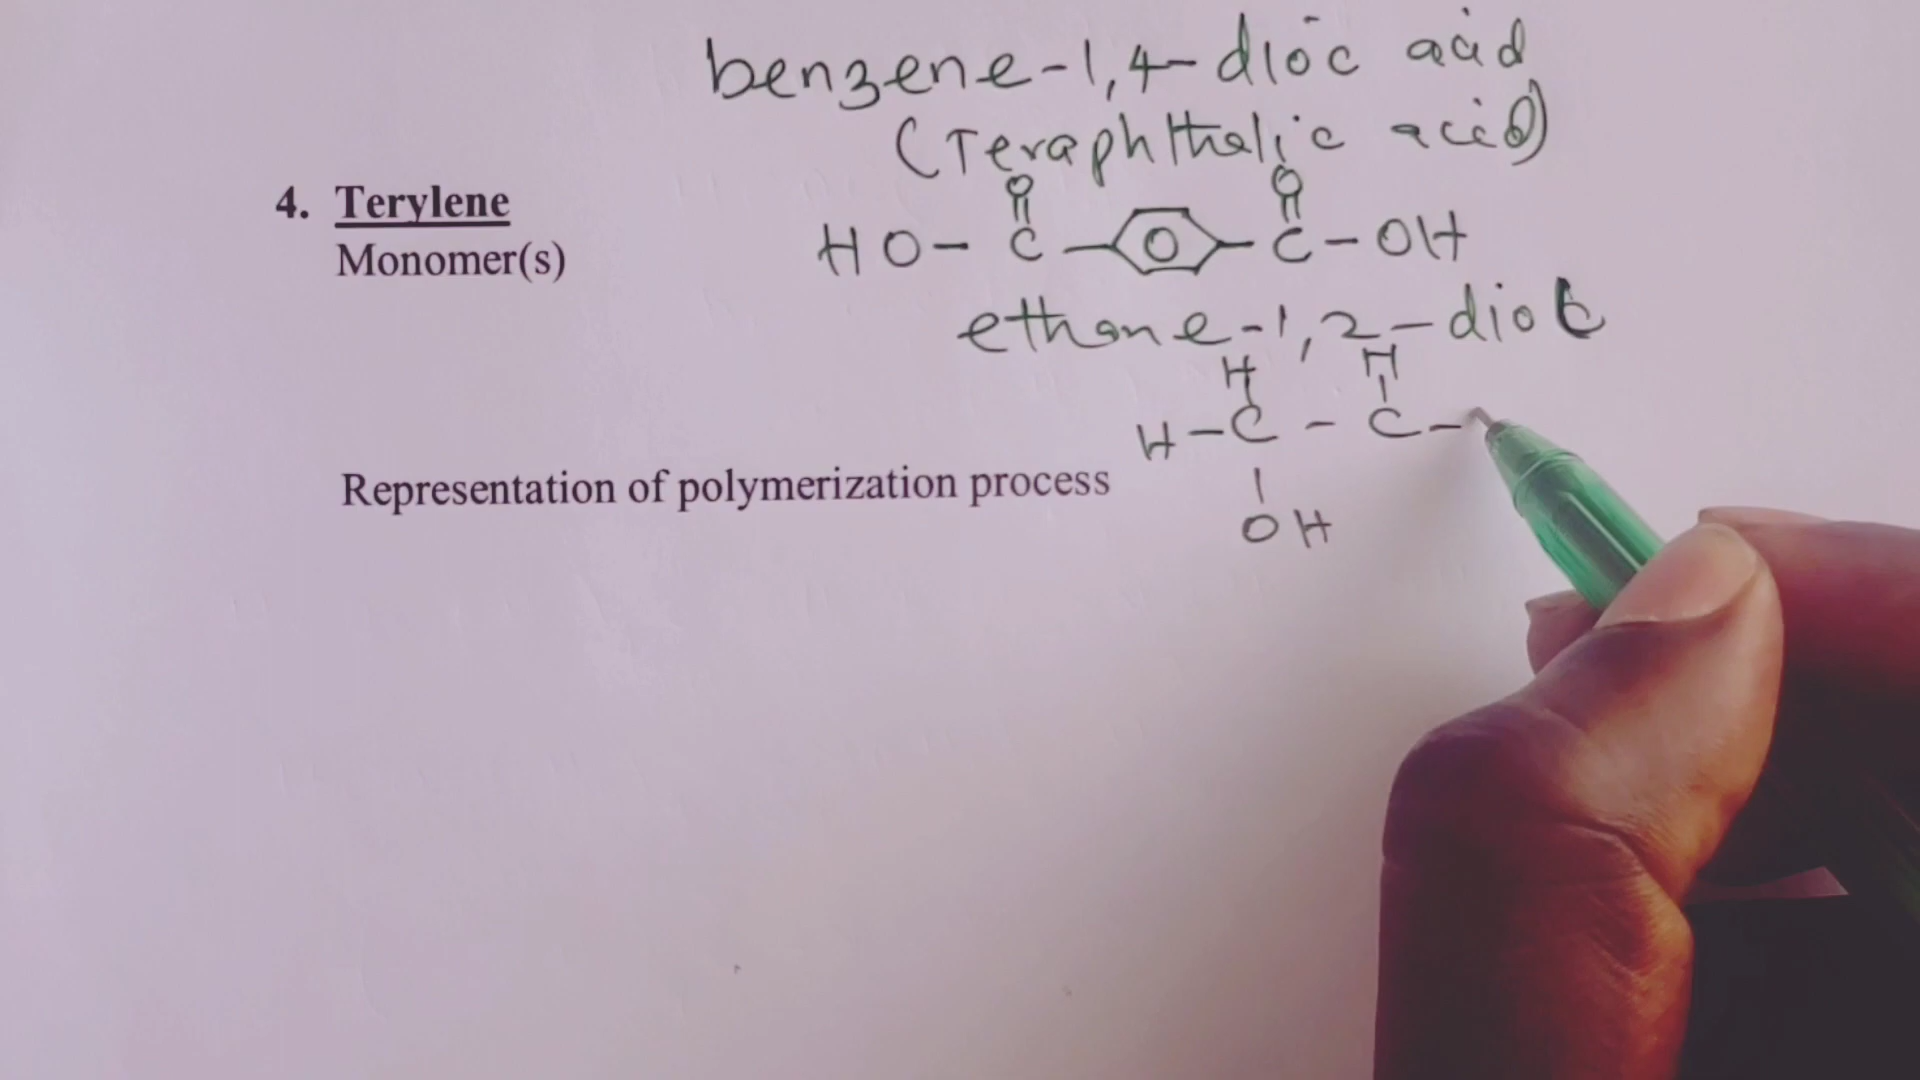 benzene-1,4-dioc acid
(Teraphthalic acid)
4. Terylene
O O
HO- C - O - C - OH
Monomer(s)
ethane-1,2-diol
H H
H - C - C -
Representation of polymerization process
OH